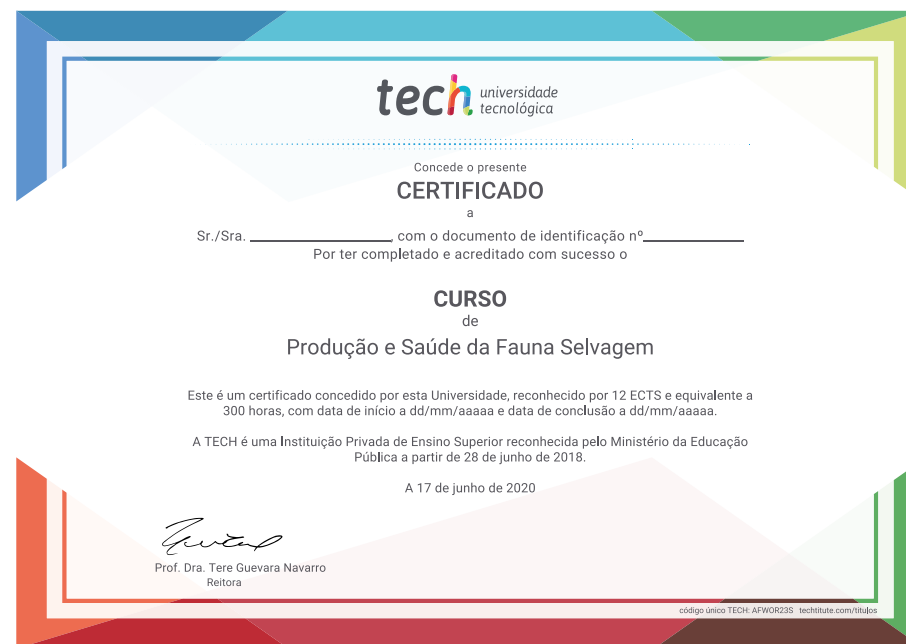 tech universidade
tecnológica
Concede o presente
CERTIFICADO
a
Sr./Sra. , com o documento de identificação nº
Por ter completado e acreditado com sucesso o
CURSO
de
Produção e Saúde da Fauna Selvagem
Este é um certificado concedido por esta Universidade, reconhecido por 12 ECTS e equivalente a
300 horas, com data de início a dd/mm/aaaaa e data de conclusão a dd/mm/aaaaa.
A TECH é uma Instituição Privada de Ensino Superior reconhecida pelo Ministério da Educação
Pública a partir de 28 de junho de 2018.
A 17 de junho de 2020
Prof. Dra. Tere Guevara Navarro
Reitora
código único TECH: AFWOR23S techtitute.com/titulos